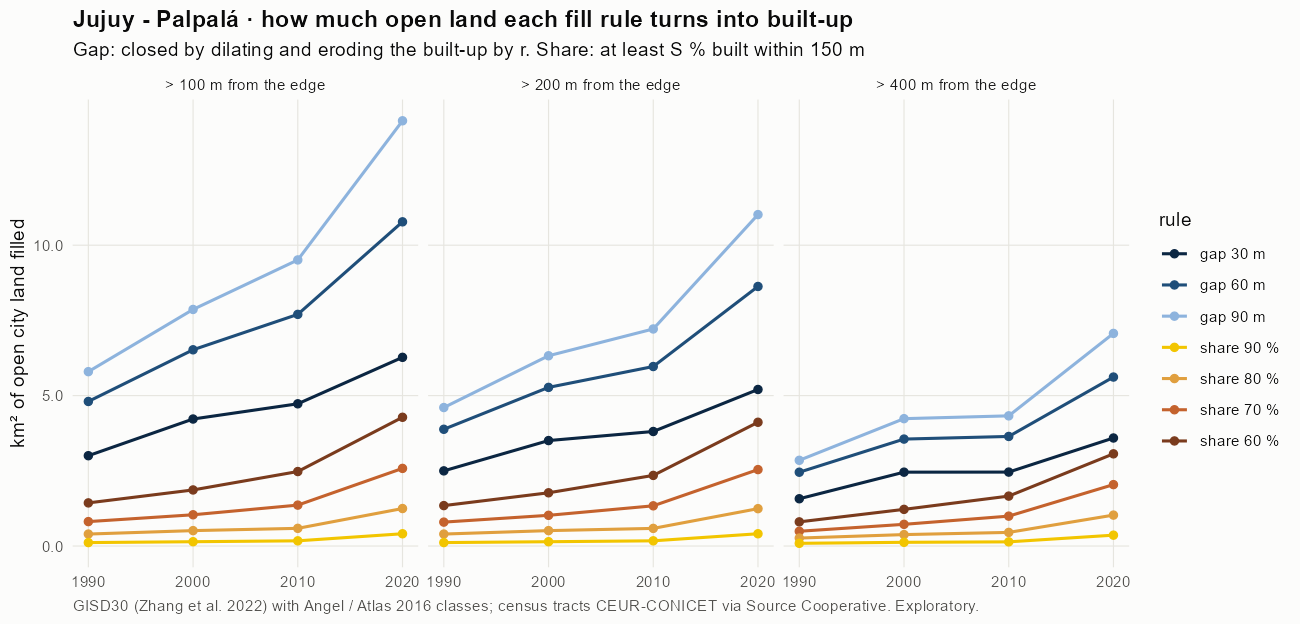 Jujuy - Palpalá · how much open land each fill rule turns into built-up
Gap: closed by dilating and eroding the built-up by r. Share: at least S % built within 150 m
> 100 m from the edge
> 200 m from the edge
> 400 m from the edge
km² of open city land filled
10.0
5.0
0.0
1990 2000 2010 2020
1990 2000 2010 2020
1990 2000 2010 2020
rule
gap 30 m
gap 60 m
gap 90 m
share 90 %
share 80 %
share 70 %
share 60 %
GISD30 (Zhang et al. 2022) with Angel / Atlas 2016 classes; census tracts CEUR-CONICET via Source Cooperative. Exploratory.